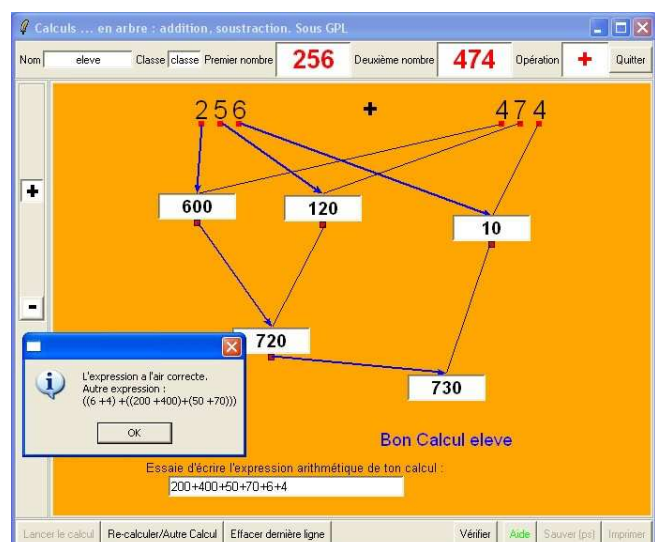 Calculs ... en arbre : addition, soustraction. Sous GPL
Nom eleve Classe classe Premier nombre 256 Deuxième nombre 474 Opération + Quitter
256 + 474
+
600 120
10
-
720
730
L'expression a l'air correcte.
Autre expression :
((6 +4) +((200 +400)+(50 +70)))
OK
Bon Calcul eleve
Essaie d'écrire l'expression arithmétique de ton calcul :
200+400+50+70+6+4
Lancer le calcul Re-calculer/Autre Calcul Effacer dernière ligne Vérifier Aide Sauver (ps) Imprimer